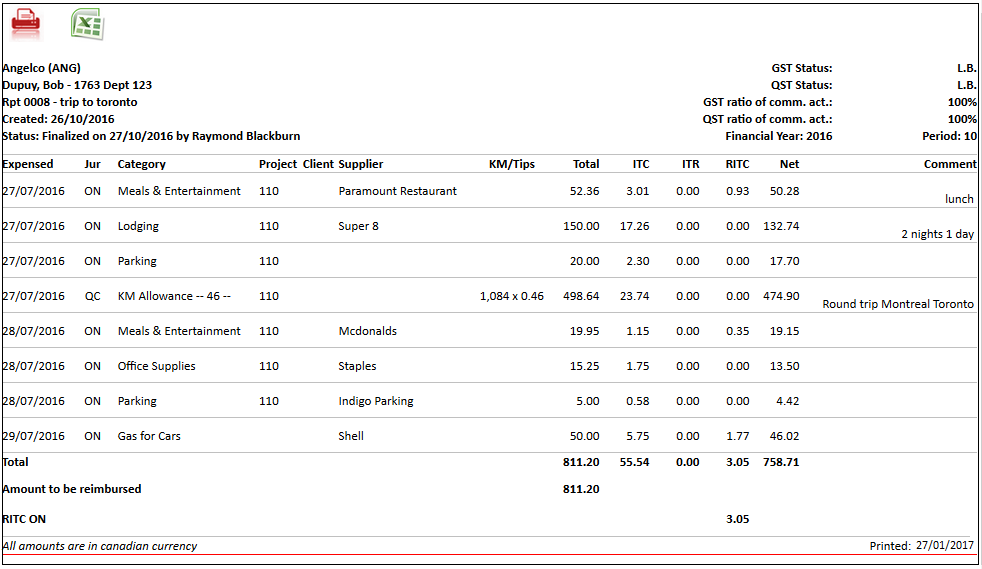 Angelco (ANG) GST Status: L.B.
Dupuy, Bob - 1763 Dept 123 QST Status: L.B.
Rpt 0008 - trip to toronto GST ratio of comm. act.: 100%
Created: 26/10/2016 QST ratio of comm. act.: 100%
Status: Finalized on 27/10/2016 by Raymond Blackburn Financial Year: 2016 Period: 10
Expensed Jur Category Project Client Supplier KM/Tips Total ITC ITR RITC Net Comment
27/07/2016 ON Meals & Entertainment 110 Paramount Restaurant 52.36 3.01 0.00 0.93 50.28
lunch
27/07/2016 ON Lodging 110 Super 8 150.00 17.26 0.00 0.00 132.74
2 nights 1 day
27/07/2016 ON Parking 110 20.00 2.30 0.00 0.00 17.70
27/07/2016 QC KM Allowance -- 46 -- 110 1,084 x 0.46 498.64 23.74 0.00 0.00 474.90
Round trip Montreal Toronto
28/07/2016 ON Meals & Entertainment 110 Mcdonalds 19.95 1.15 0.00 0.35 19.15
28/07/2016 ON Office Supplies 110 Staples 15.25 1.75 0.00 0.00 13.50
28/07/2016 ON Parking 110 Indigo Parking 5.00 0.58 0.00 0.00 4.42
29/07/2016 ON Gas for Cars Shell 50.00 5.75 0.00 1.77 46.02
Total 811.20 55.54 0.00 3.05 758.71
Amount to be reimbursed 811.20
RITC ON 3.05
All amounts are in canadian currency Printed: 27/01/2017